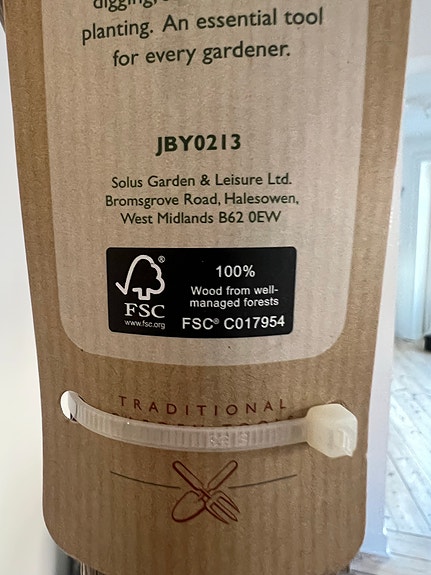 planting. An essential tool
for every gardener.
JBY0213
Solus Garden & Leisure Ltd.
Bromsgrove Road, Halesowen,
West Midlands B62 0EW
FSC®
www.fsc.org
100%
Wood from well-
managed forests
FSC® C017954
TRADITIONAL